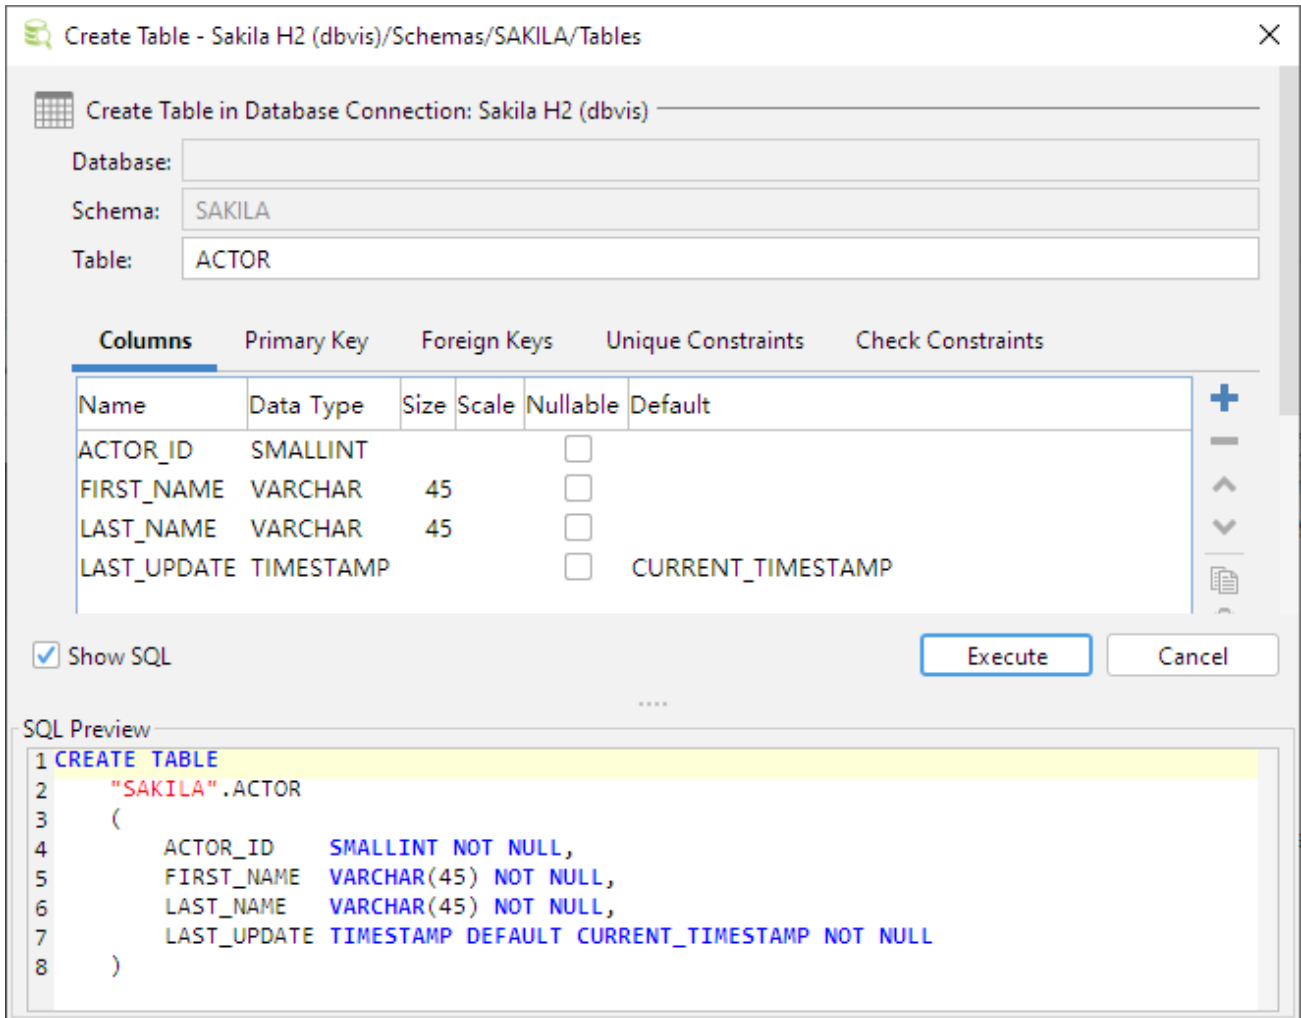 Create Table - Sakila H2 (dbvis)/Schemas/SAKILA/Tables
Create Table in Database Connection: Sakila H2 (dbvis)
Database:
Schema: SAKILA
Table: ACTOR
Columns Primary Key Foreign Keys Unique Constraints Check Constraints
Name Data Type Size Scale Nullable Default
ACTOR_ID SMALLINT
FIRST_NAME VARCHAR 45
LAST_NAME VARCHAR 45
LAST_UPDATE TIMESTAMP CURRENT_TIMESTAMP
Show SQL Execute Cancel
SQL Preview
1 CREATE TABLE
2 "SAKILA".ACTOR
3 (
4 ACTOR_ID SMALLINT NOT NULL,
5 FIRST_NAME VARCHAR(45) NOT NULL,
6 LAST_NAME VARCHAR(45) NOT NULL,
7 LAST_UPDATE TIMESTAMP DEFAULT CURRENT_TIMESTAMP NOT NULL
8 )